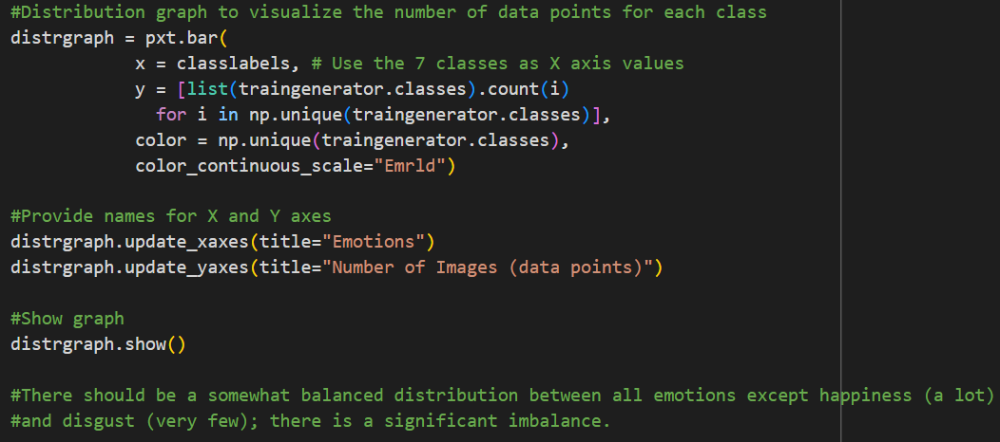 #Distribution graph to visualize the number of data points for each class
distrgraph = pxt.bar(
x = classlabels, # Use the 7 classes as X axis values
y = [list(traingenerator.classes).count(i)
for i in np.unique(traingenerator.classes)],
color = np.unique(traingenerator.classes),
color_continuous_scale="Emrld")
#Provide names for X and Y axes
distrgraph.update_xaxes(title="Emotions")
distrgraph.update_yaxes(title="Number of Images (data points)")
#Show graph
distrgraph.show()
#There should be a somewhat balanced distribution between all emotions except happiness (a lot)
#and disgust (very few); there is a significant imbalance.